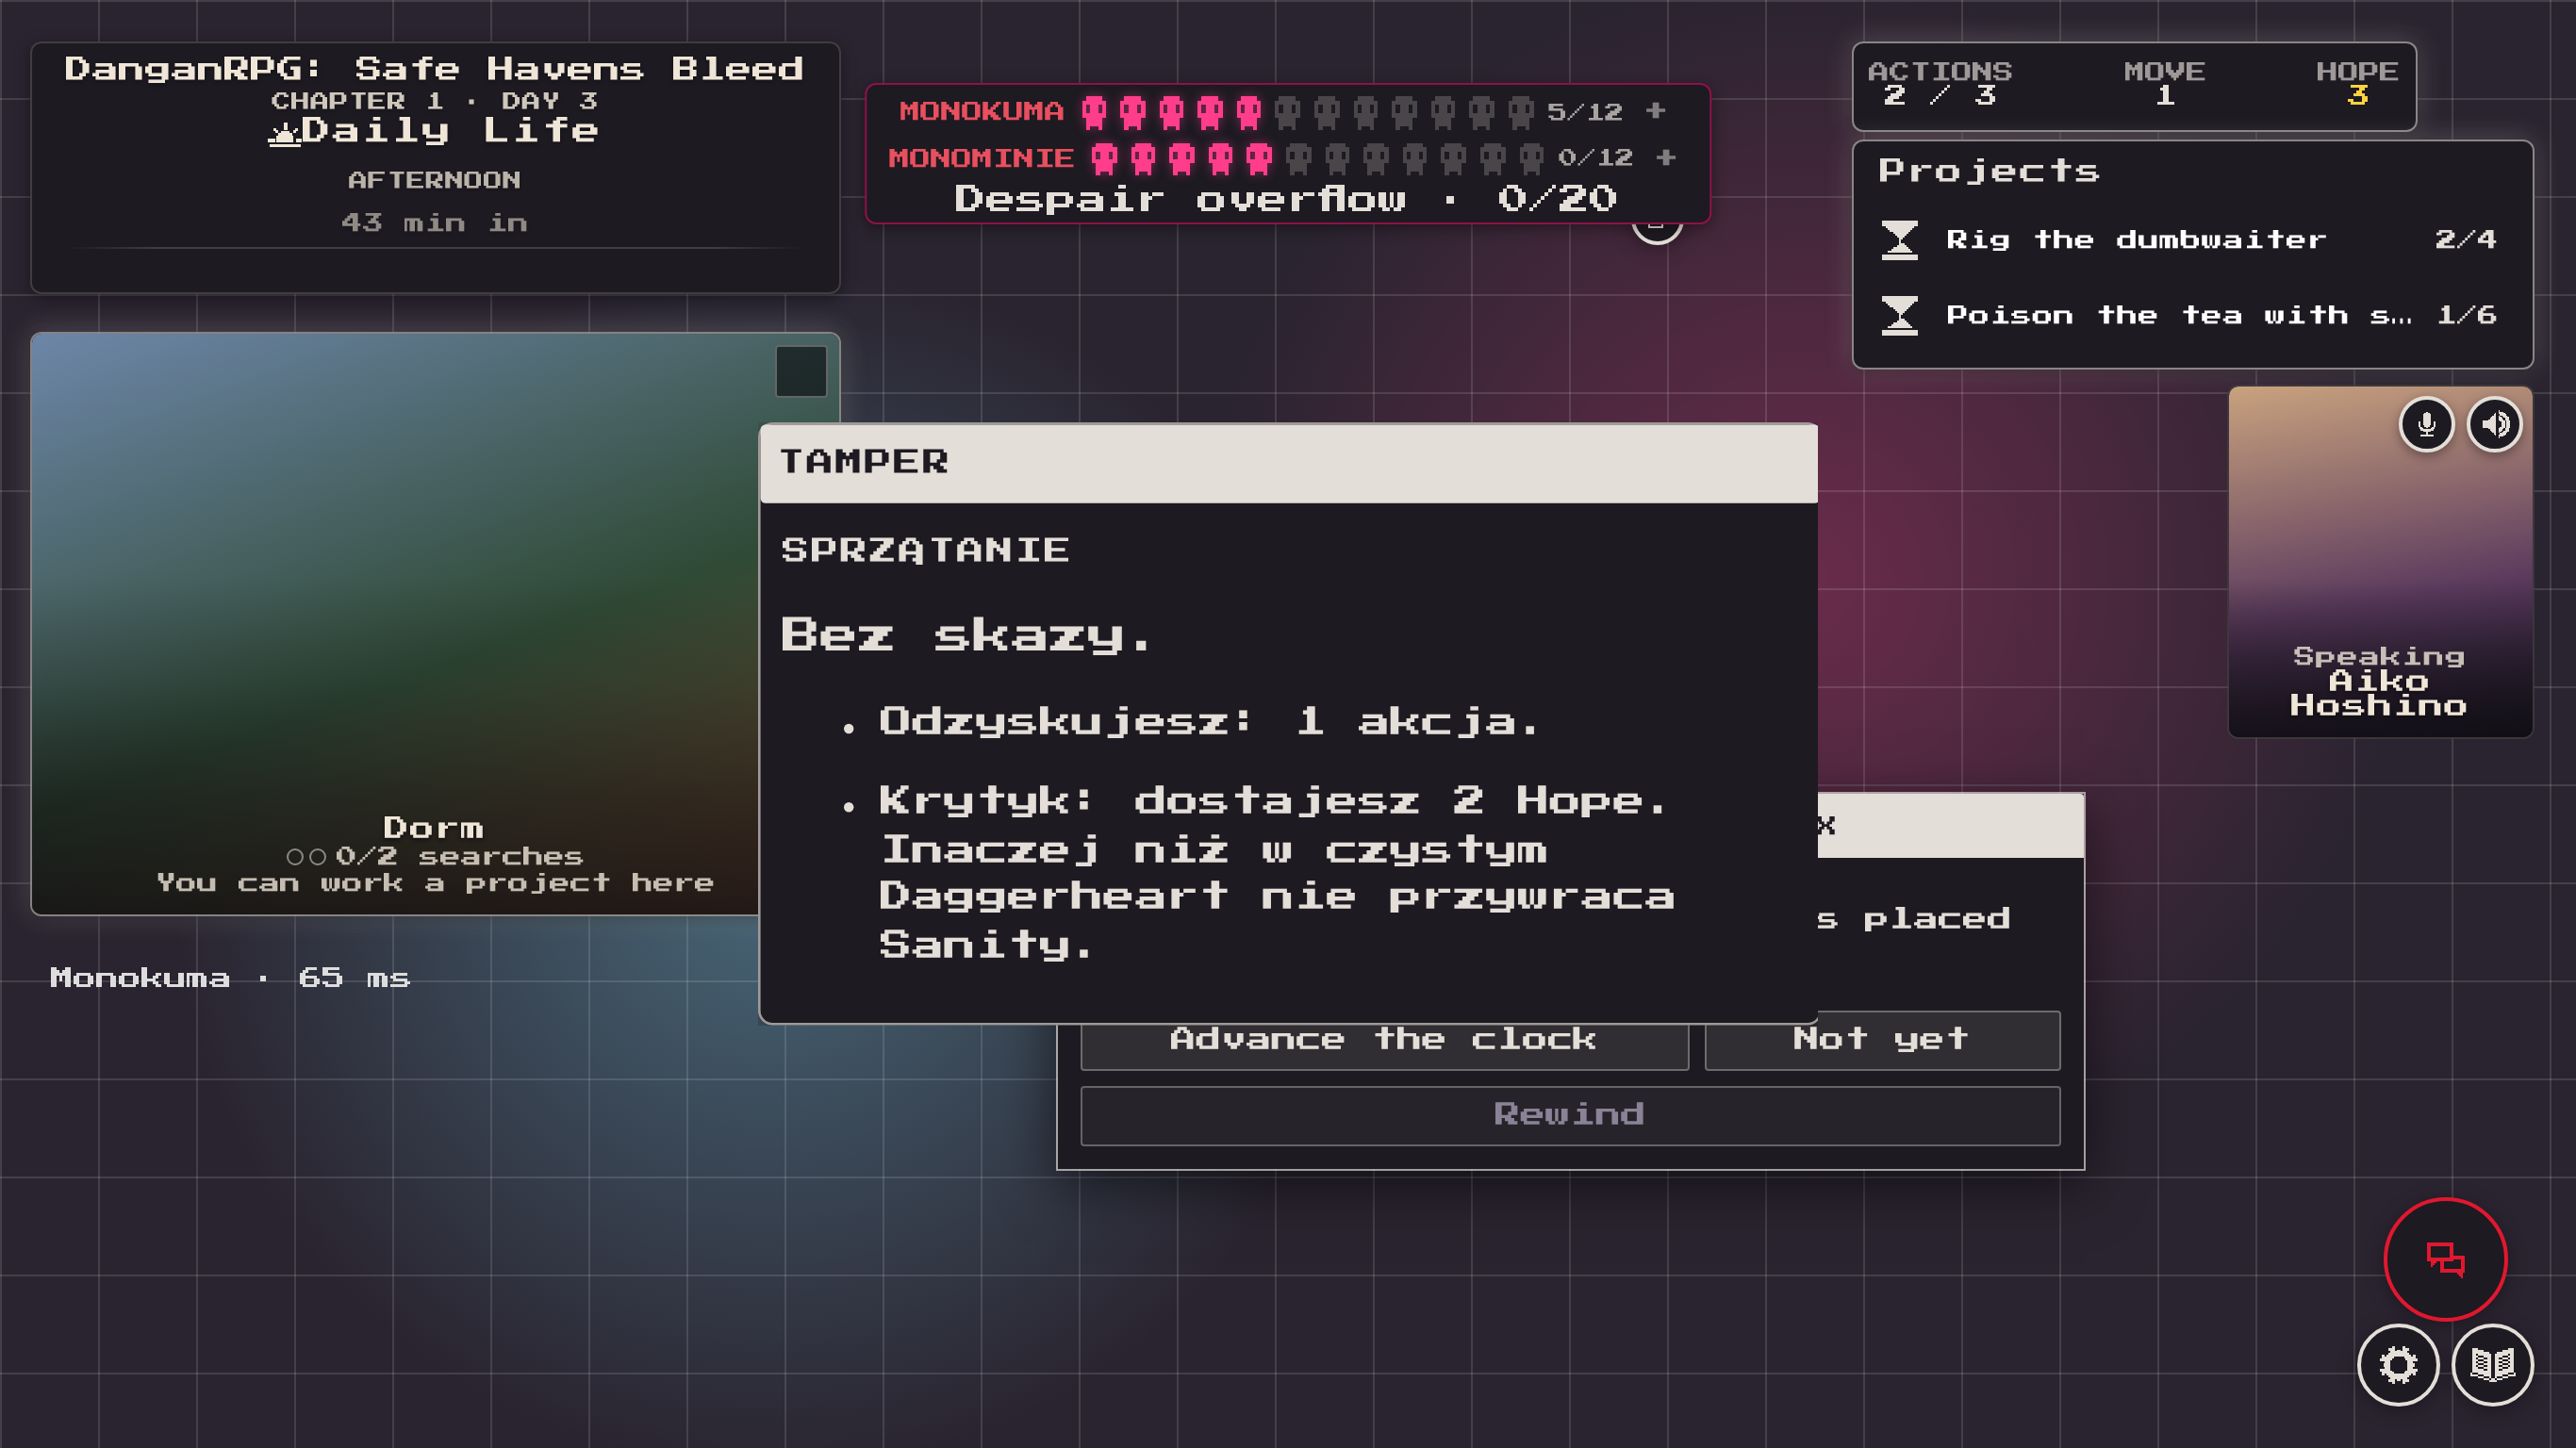 DanganRPG: Safe Havens Bleed
CHAPTER 1 · DAY 3
Daily Life
AFTERNOON
43 min in
MONOKUMA 5/12 +
MONOMINIE 0/12 +
Despair overflow · 0/20
ACTIONS MOVE HOPE
2 / 3 1 3
Projects
Rig the dumbwaiter 2/4
Poison the tea with s… 1/6
Speaking
Aiko
Hoshino
Dorm
0/2 searches
You can work a project here
Monokuma · 65 ms
TAMPER
SPRZĄTANIE
Bez skazy.
• Odzyskujesz: 1 akcja.
• Krytyk: dostajesz 2 Hope.
Inaczej niż w czystym
Daggerheart nie przywraca
Sanity.
x
s placed
Advance the clock
Not yet
Rewind